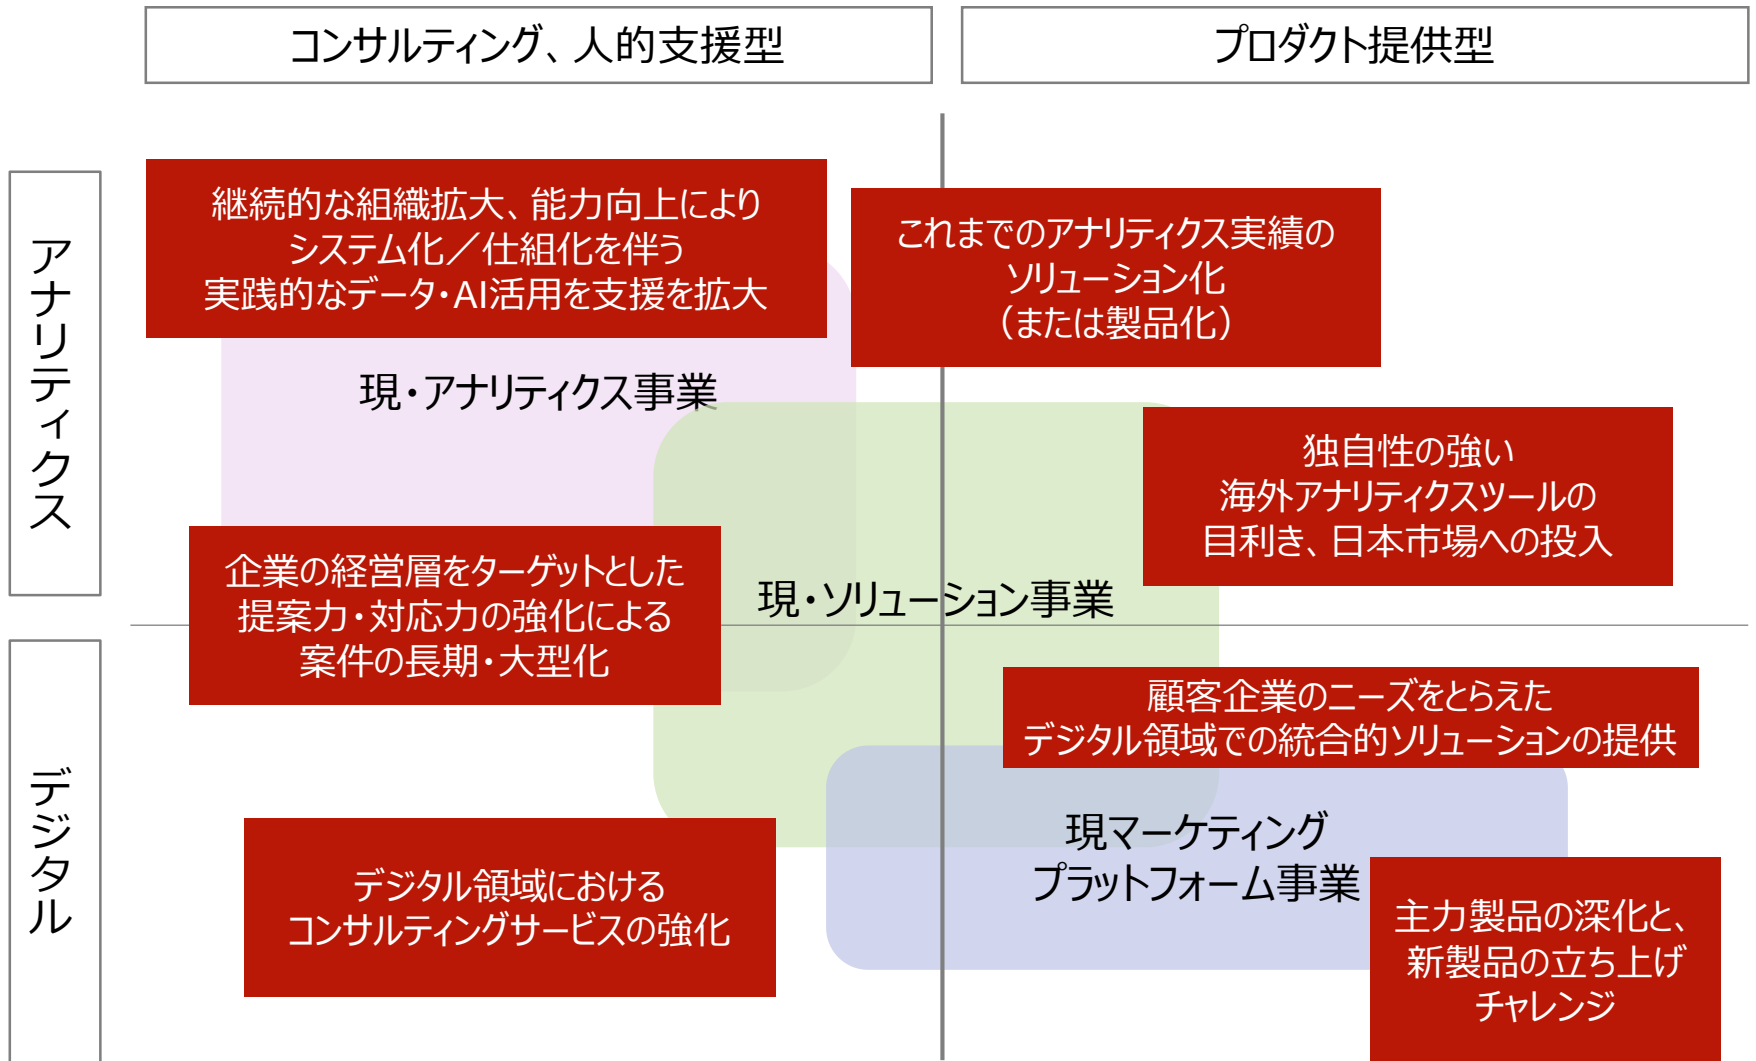 コンサルティング、人的支援型
プロダクト提供型
アナリティクス
継続的な組織拡大、能力向上により
システム化／仕組化を伴う
実践的なデータ・AI活用を支援を拡大
これまでのアナリティクス実績の
ソリューション化
（または製品化）
現・アナリティクス事業
独自性の強い
海外アナリティクスツールの
目利き、日本市場への投入
企業の経営層をターゲットとした
提案力・対応力の強化による
案件の長期・大型化
現・ソリューション事業
デジタル
顧客企業のニーズをとらえた
デジタル領域での統合的ソリューションの提供
現マーケティング
プラットフォーム事業
デジタル領域における
コンサルティングサービスの強化
主力製品の深化と、
新製品の立ち上げ
チャレンジ